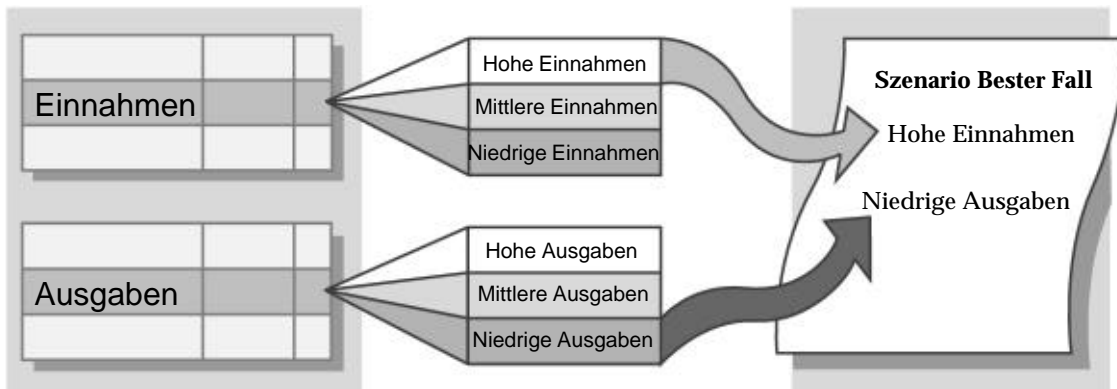 Einnahmen
Hohe Einnahmen
Mittlere Einnahmen
Niedrige Einnahmen
Ausgaben
Hohe Ausgaben
Mittlere Ausgaben
Niedrige Ausgaben
Szenario Bester Fall
Hohe Einnahmen
Niedrige Ausgaben